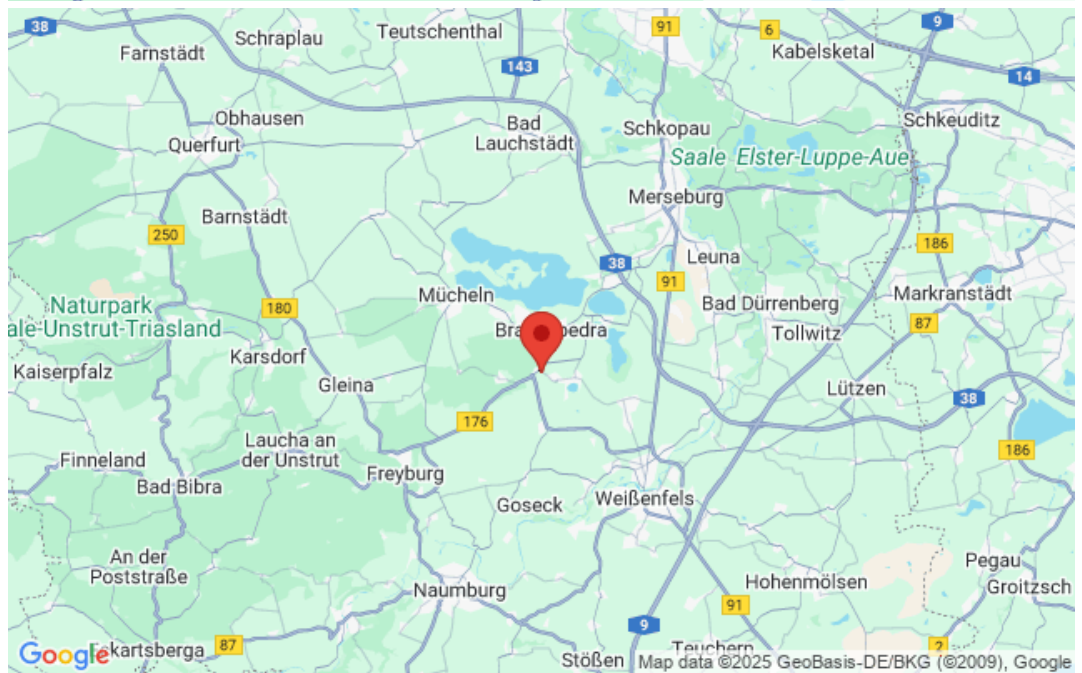 38
Farnstädt
Schraplau
Teutschenthal
91
6
Kabelsketal
9
143
14
Obhausen
Querfurt
Bad
Lauchstädt
Schkopau
Schkeuditz
Saale Elster-Luppe-Aue
Merseburg
Barnstädt
250
186
38
Leuna
91
Mücheln
Bad Dürrenberg
Markranstädt
Naturpark
ale-Unstrut-Triasland
180
87
Tollwitz
Karsdorf
Kaiserpfalz
Gleina
Lützen
38
176
Laucha an
der Unstrut
186
Finneland
Bad Bibra
Freyburg
Goseck
Weißenfels
An der
Poststraße
Naumburg
Hohenmölsen
Pegau
Groitzsch
91
9
87
2
Teuchern
Stößen
Google
Map data ©2025 GeoBasis-DE/BKG (©2009), Google